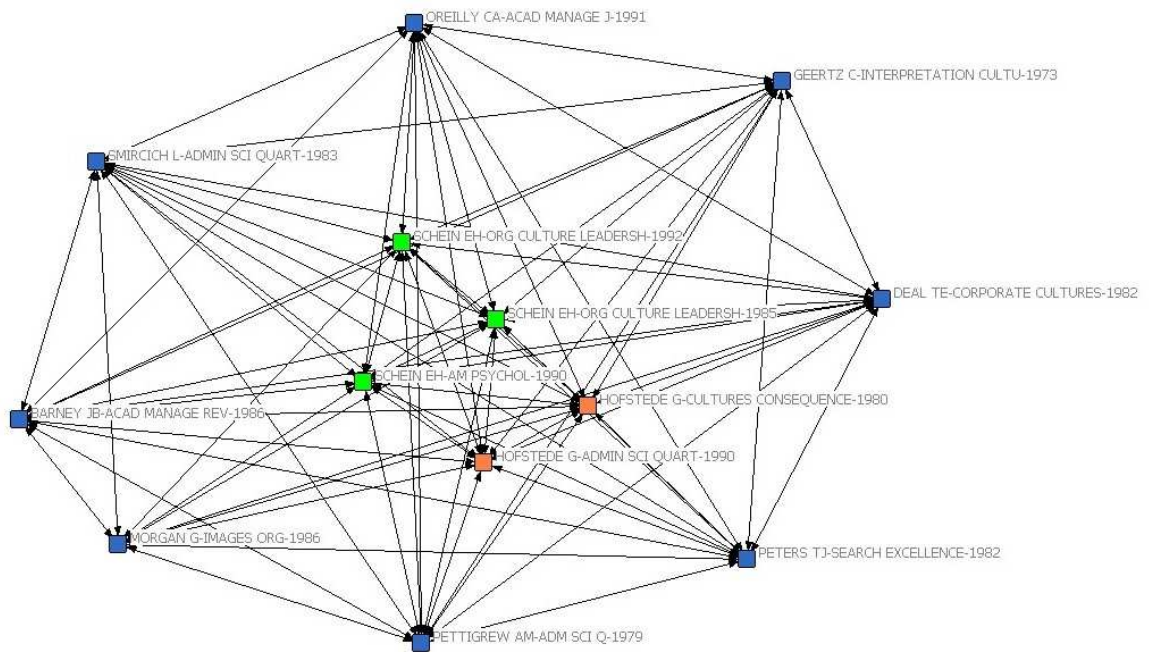 OREILLY CA-ACAD MANAGE J-1991
GEERTZ C-INTERPRETATION CULTU-1973
SMIRCICH L-ADMIN SCI QUART-1983
SCHEIN EH-ORG CULTURE LEADERSH-1992
DEAL TE-CORPORATE CULTURES-1982
SCHEIN EH-ORG CULTURE LEADERSH-1985
SCHEIN EH-AM PSYCHOL-1990
HOFSTEDE G-CULTURES CONSEQUENCE-1980
BARNEY JB-ACAD MANAGE REV-1986
HOFSTEDE G-ADMIN SCI QUART-1990
MORGAN G-IMAGES ORG-1986
PETERS TJ-SEARCH EXCELLENCE-1982
PETTIGREW AM-ADM SCI Q-1979